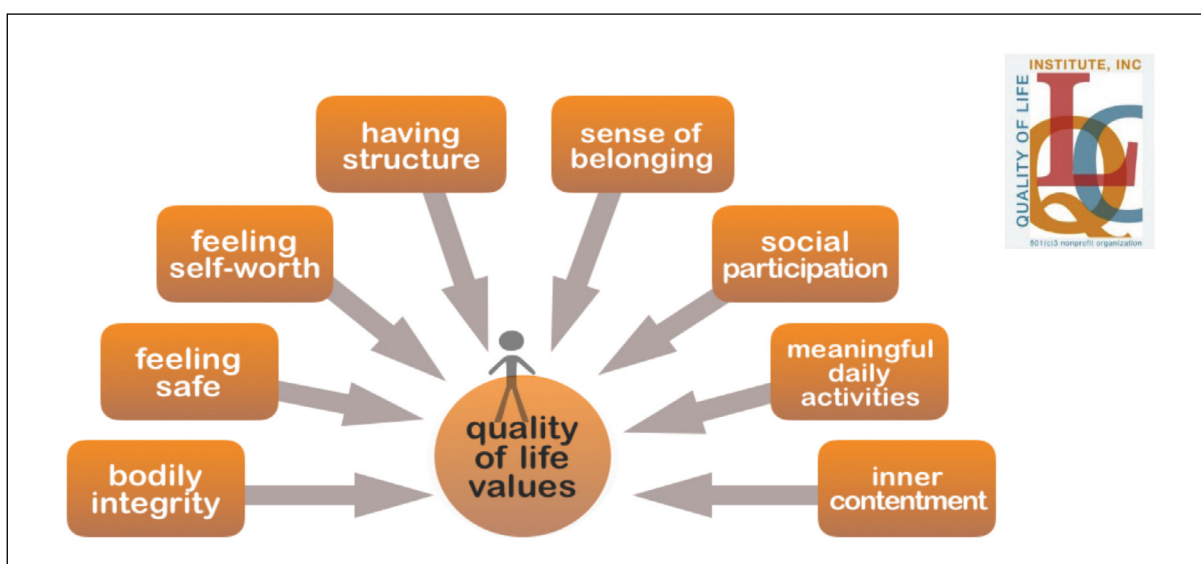 INSTITUTE, INC
QUALITY OF LIFE
LQC
501(c)3 nonprofit organization
having
structure
sense of
belonging
feeling
self-worth
social
participation
feeling
safe
meaningful
daily
activities
bodily
integrity
inner
contentment
quality
of life
values